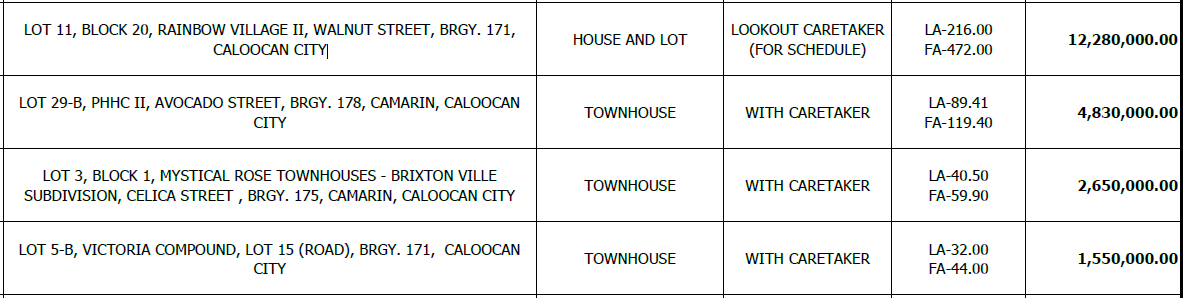 LOT 11, BLOCK 20, RAINBOW VILLAGE II, WALNUT STREET, BRGY. 171,
CALOOCAN CITY
HOUSE AND LOT
LOOKOUT CARETAKER
(FOR SCHEDULE)
LA-216.00
FA-472.00
12,280,000.00
LOT 29-B, PHHC II, AVOCADO STREET, BRGY. 178, CAMARIN, CALOOCAN
CITY
TOWNHOUSE
WITH CARETAKER
LA-89.41
FA-119.40
4,830,000.00
LOT 3, BLOCK 1, MYSTICAL ROSE TOWNHOUSES - BRIXTON VILLE
SUBDIVISION, CELICA STREET , BRGY. 175, CAMARIN, CALOOCAN CITY
TOWNHOUSE
WITH CARETAKER
LA-40.50
FA-59.90
2,650,000.00
LOT 5-B, VICTORIA COMPOUND, LOT 15 (ROAD), BRGY. 171,  CALOOCAN
CITY
TOWNHOUSE
WITH CARETAKER
LA-32.00
FA-44.00
1,550,000.00